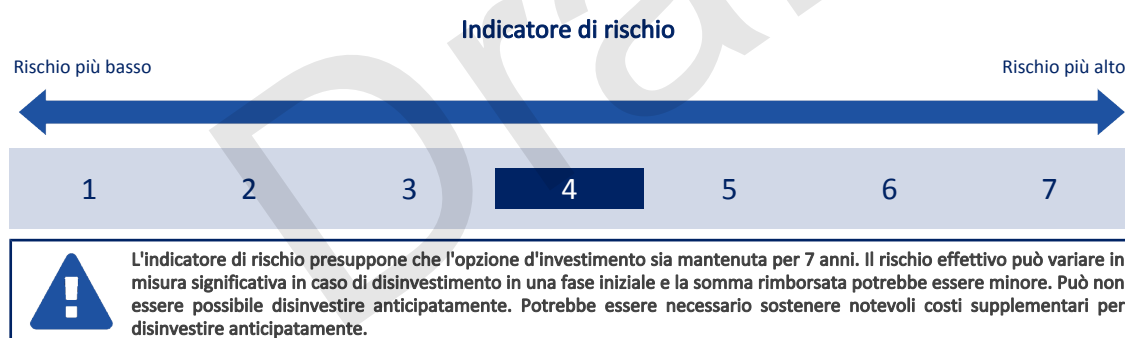 Indicatore di rischio
Rischio più basso
Rischio più alto
1 2 3 4 5 6 7
L'indicatore di rischio presuppone che l'opzione d'investimento sia mantenuta per 7 anni. Il rischio effettivo può variare in
misura significativa in caso di disinvestimento in una fase iniziale e la somma rimborsata potrebbe essere minore. Può non
essere possibile disinvestire anticipatamente. Potrebbe essere necessario sostenere notevoli costi supplementari per
disinvestire anticipatamente.